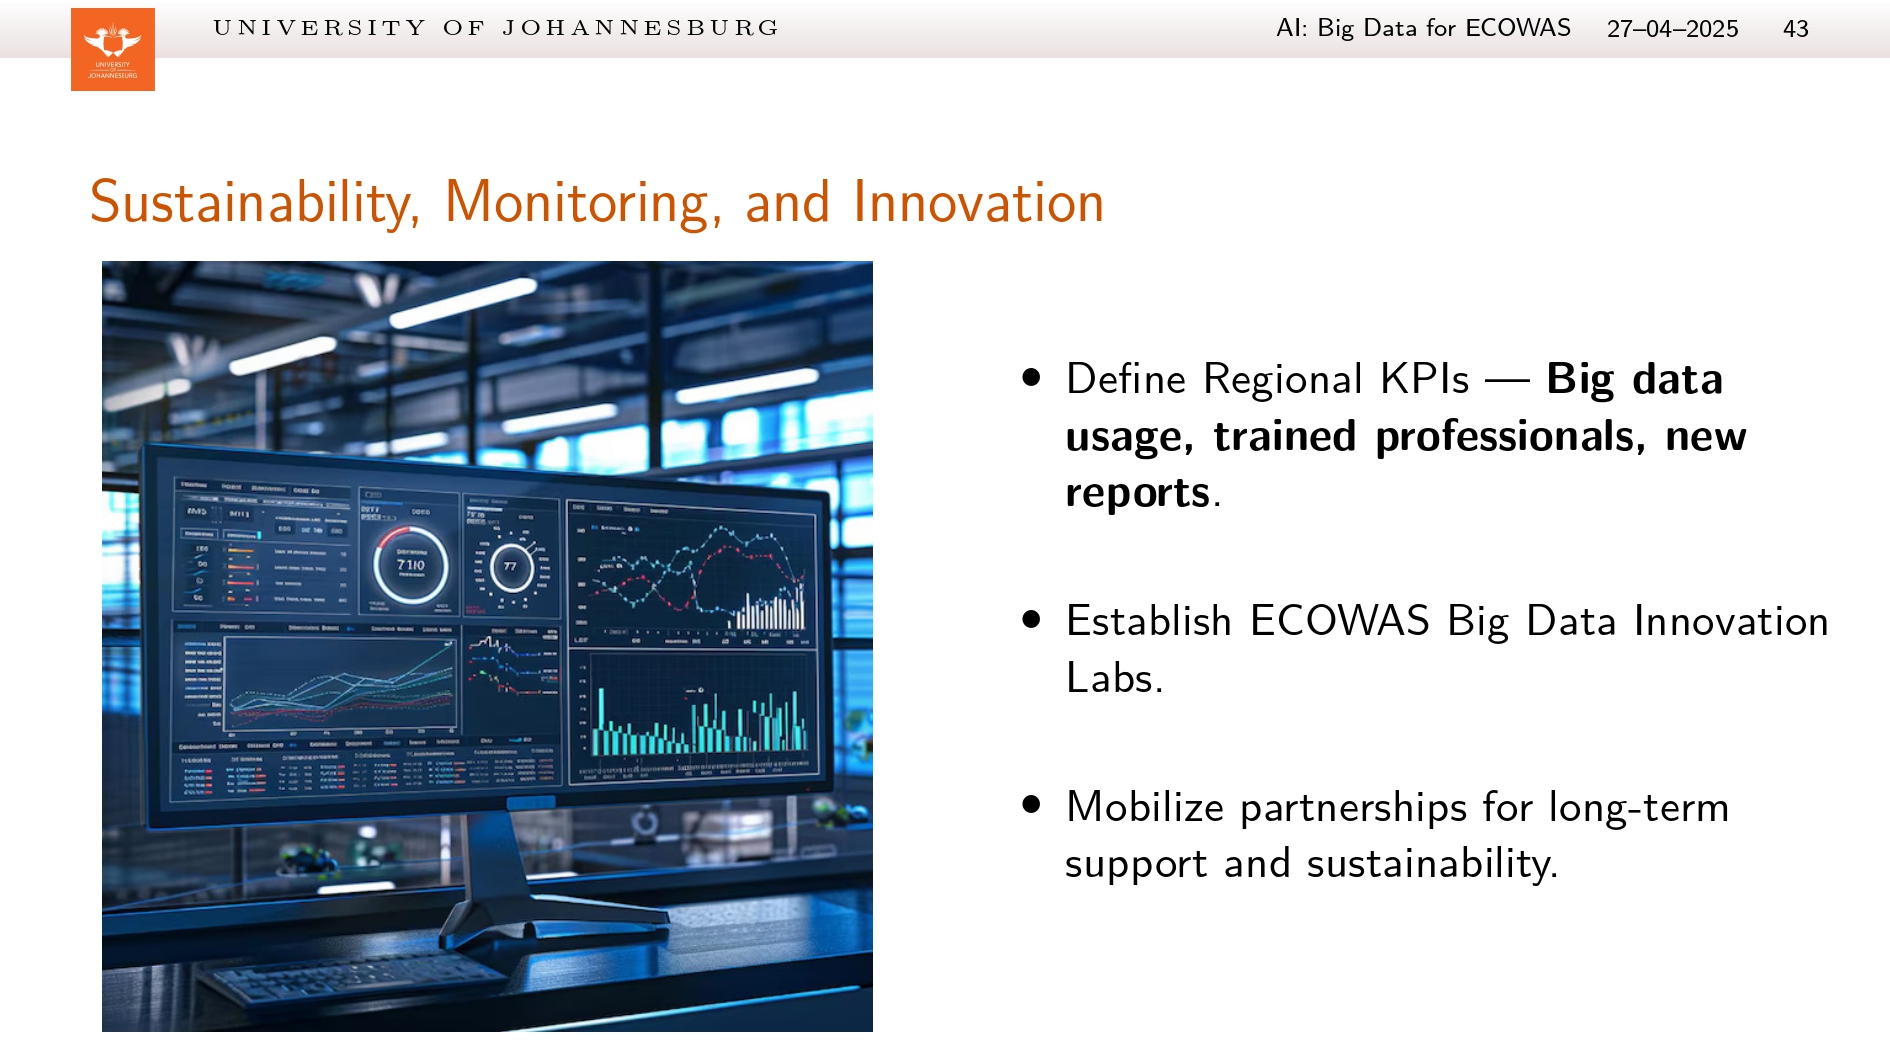 UNIVERSITY OF JOHANNESBURG
AI: Big Data for ECOWAS 27–04–2025 43
UNIVERSITY
OF
JOHANNESBURG
Sustainability, Monitoring, and Innovation
7110
77
• Define Regional KPIs — Big data
usage, trained professionals, new
reports.
• Establish ECOWAS Big Data Innovation
Labs.
• Mobilize partnerships for long-term
support and sustainability.